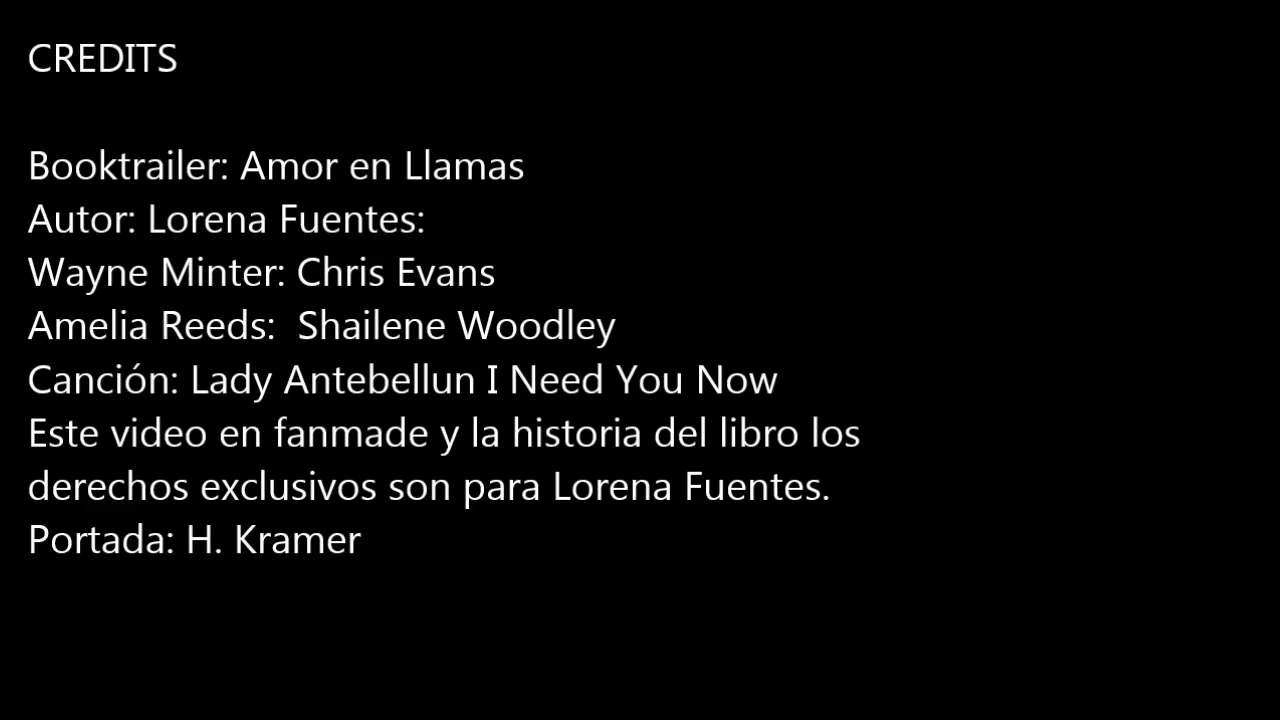 CREDITS
Booktrailer: Amor en Llamas
Autor: Lorena Fuentes:
Wayne Minter: Chris Evans
Amelia Reeds:  Shailene Woodley
Canción: Lady Antebellun I Need You Now
Este video en fanmade y la historia del libro los
derechos exclusivos son para Lorena Fuentes.
Portada: H. Kramer